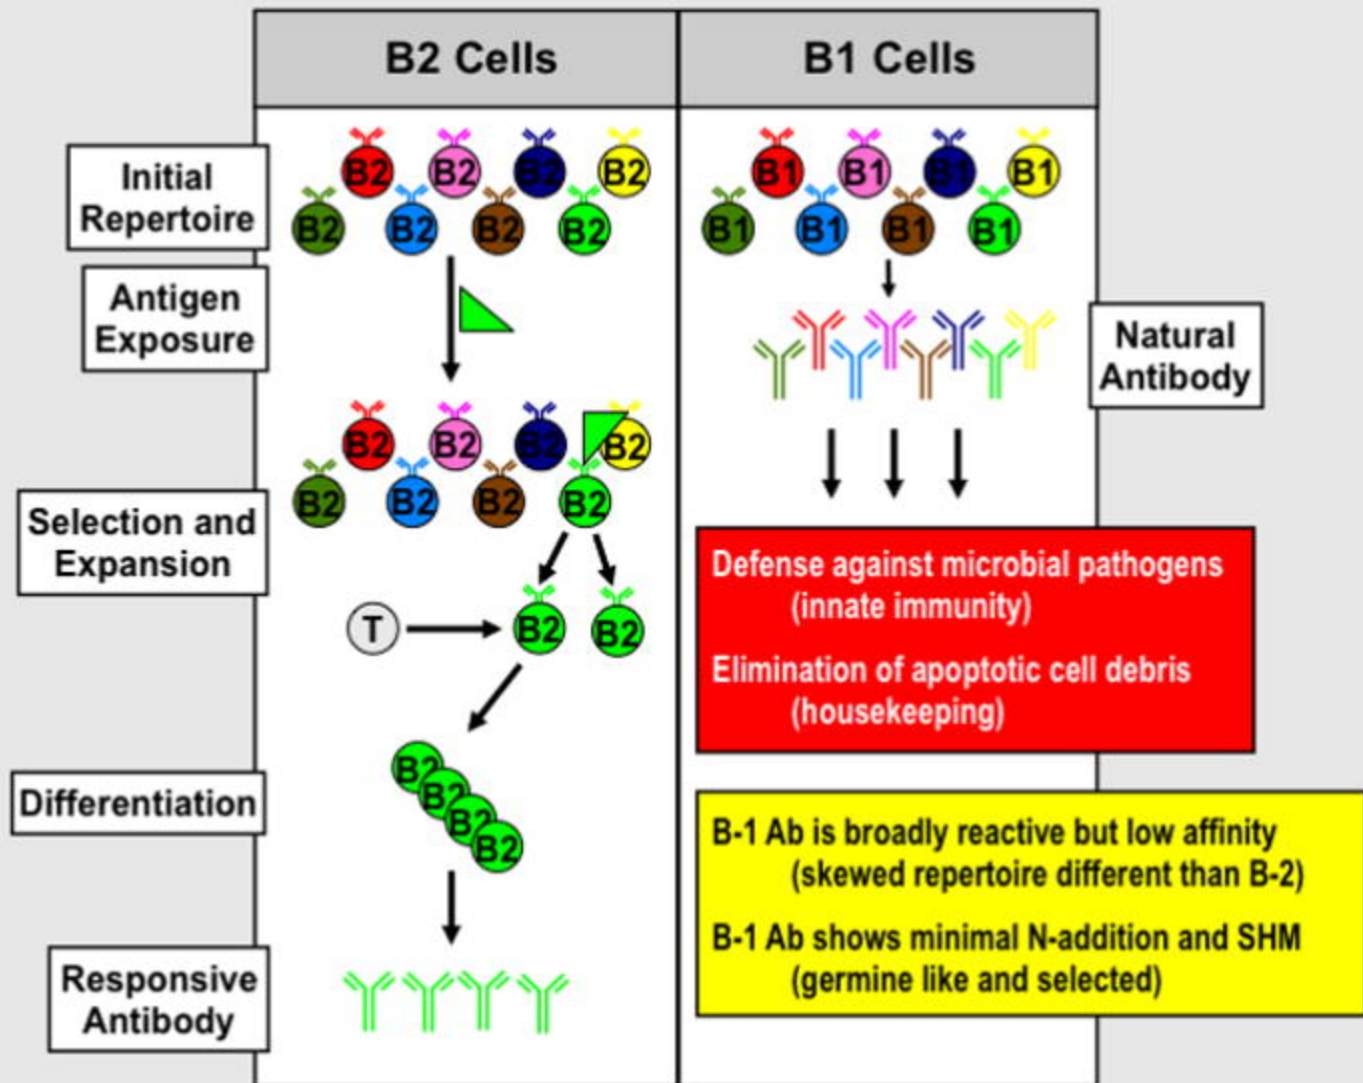 B2 Cells
B1 Cells
Initial
Repertoire
B2 B2 B2 B2
B2 B2 B2 B2
B1 B1 B1 B1
B1 B1 B1 B1
Antigen
Exposure
Natural
Antibody
B2 B2 B2 B2
B2 B2 B2 B2
Selection and
Expansion
T B2 B2
Defense against microbial pathogens
(innate immunity)
Elimination of apoptotic cell debris
(housekeeping)
Differentiation
B2
B2
B2
B2
B-1 Ab is broadly reactive but low affinity
(skewed repertoire different than B-2)
B-1 Ab shows minimal N-addition and SHM
(germine like and selected)
Responsive
Antibody